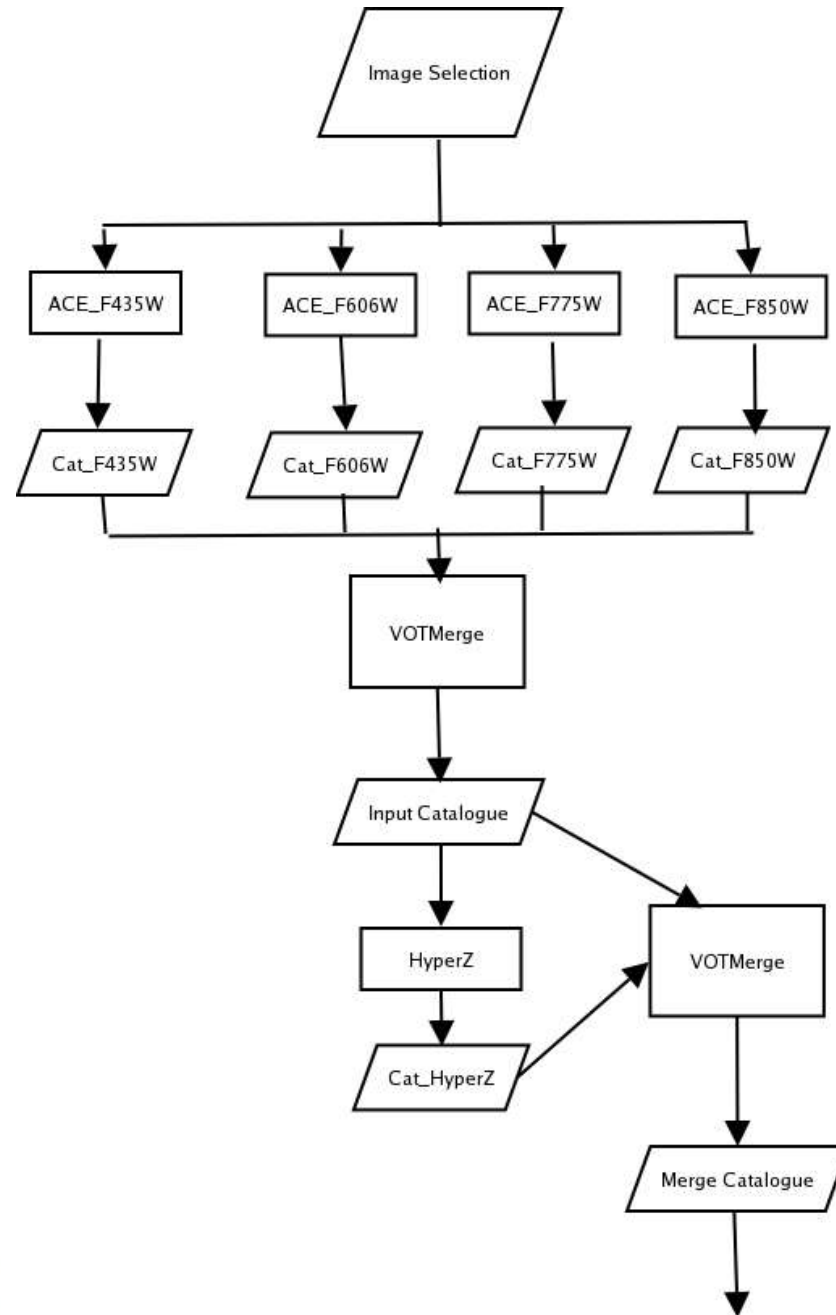 Image Selection
ACE_F435W
ACE_F606W
ACE_F775W
ACE_F850W
Cat_F435W
Cat_F606W
Cat_F775W
Cat_F850W
VOTMerge
Input Catalogue
HyperZ
VOTMerge
Cat_HyperZ
Merge Catalogue